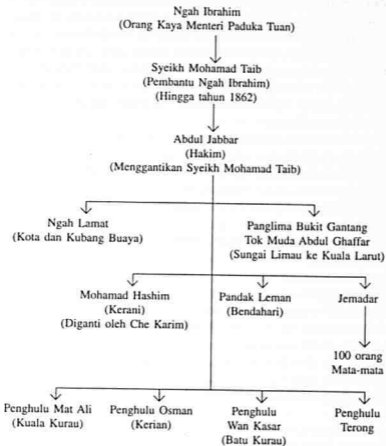 Ngah Ibrahim
(Orang Kaya Menteri Paduka Tuan)
Syeikh Mohamad Taib
(Pembantu Ngah Ibrahim)
(Hingga tahun 1862)
Abdul Jabbar
(Hakim)
(Menggantikan Syeikh Mohamad Taib)
Ngah Lamat
(Kota dan Kubang Buaya)
Panglima Bukit Gantang
Tok Muda Abdul Ghaffar
(Sungai Limau ke Kuala Larut)
Mohamad Hashim
(Kerani)
(Diganti oleh Che Karim)
Pandak Leman
(Bendahari)
Jemadar
100 orang
Mata-mata
Penghulu Mat Ali
(Kuala Kurau)
Penghulu Osman
(Kerian)
Penghulu
Wan Kasar
(Batu Kurau)
Penghulu
Terong